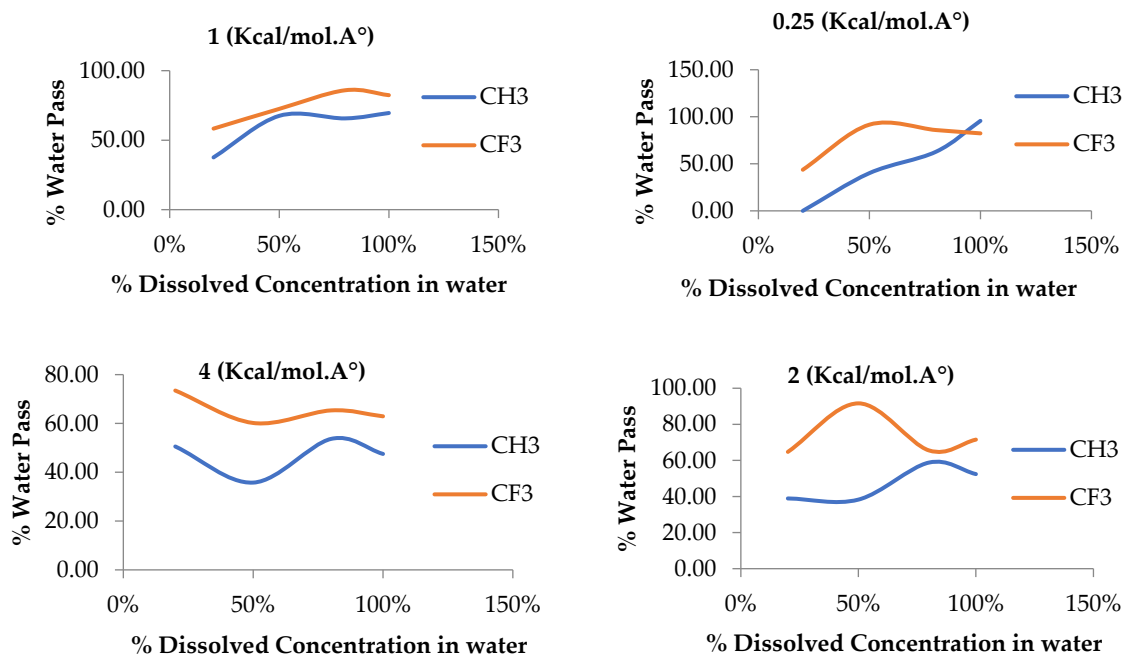 1 (Kcal/mol.A°)
% Water Pass
100.00
50.00
0.00
0%
50%
100%
150%
% Dissolved Concentration in water
CH3
CF3
0.25 (Kcal/mol.A°)
% Water Pass
150.00
100.00
50.00
0.00
0%
50%
100%
150%
% Dissolved Concentration in water
CH3
CF3
4 (Kcal/mol.A°)
% Water Pass
80.00
60.00
40.00
20.00
0.00
0%
50%
100%
150%
% Dissolved Concentration in water
CH3
CF3
2 (Kcal/mol.A°)
% Water Pass
100.00
80.00
60.00
40.00
20.00
0.00
0%
50%
100%
150%
% Dissolved Concentration in water
CH3
CF3